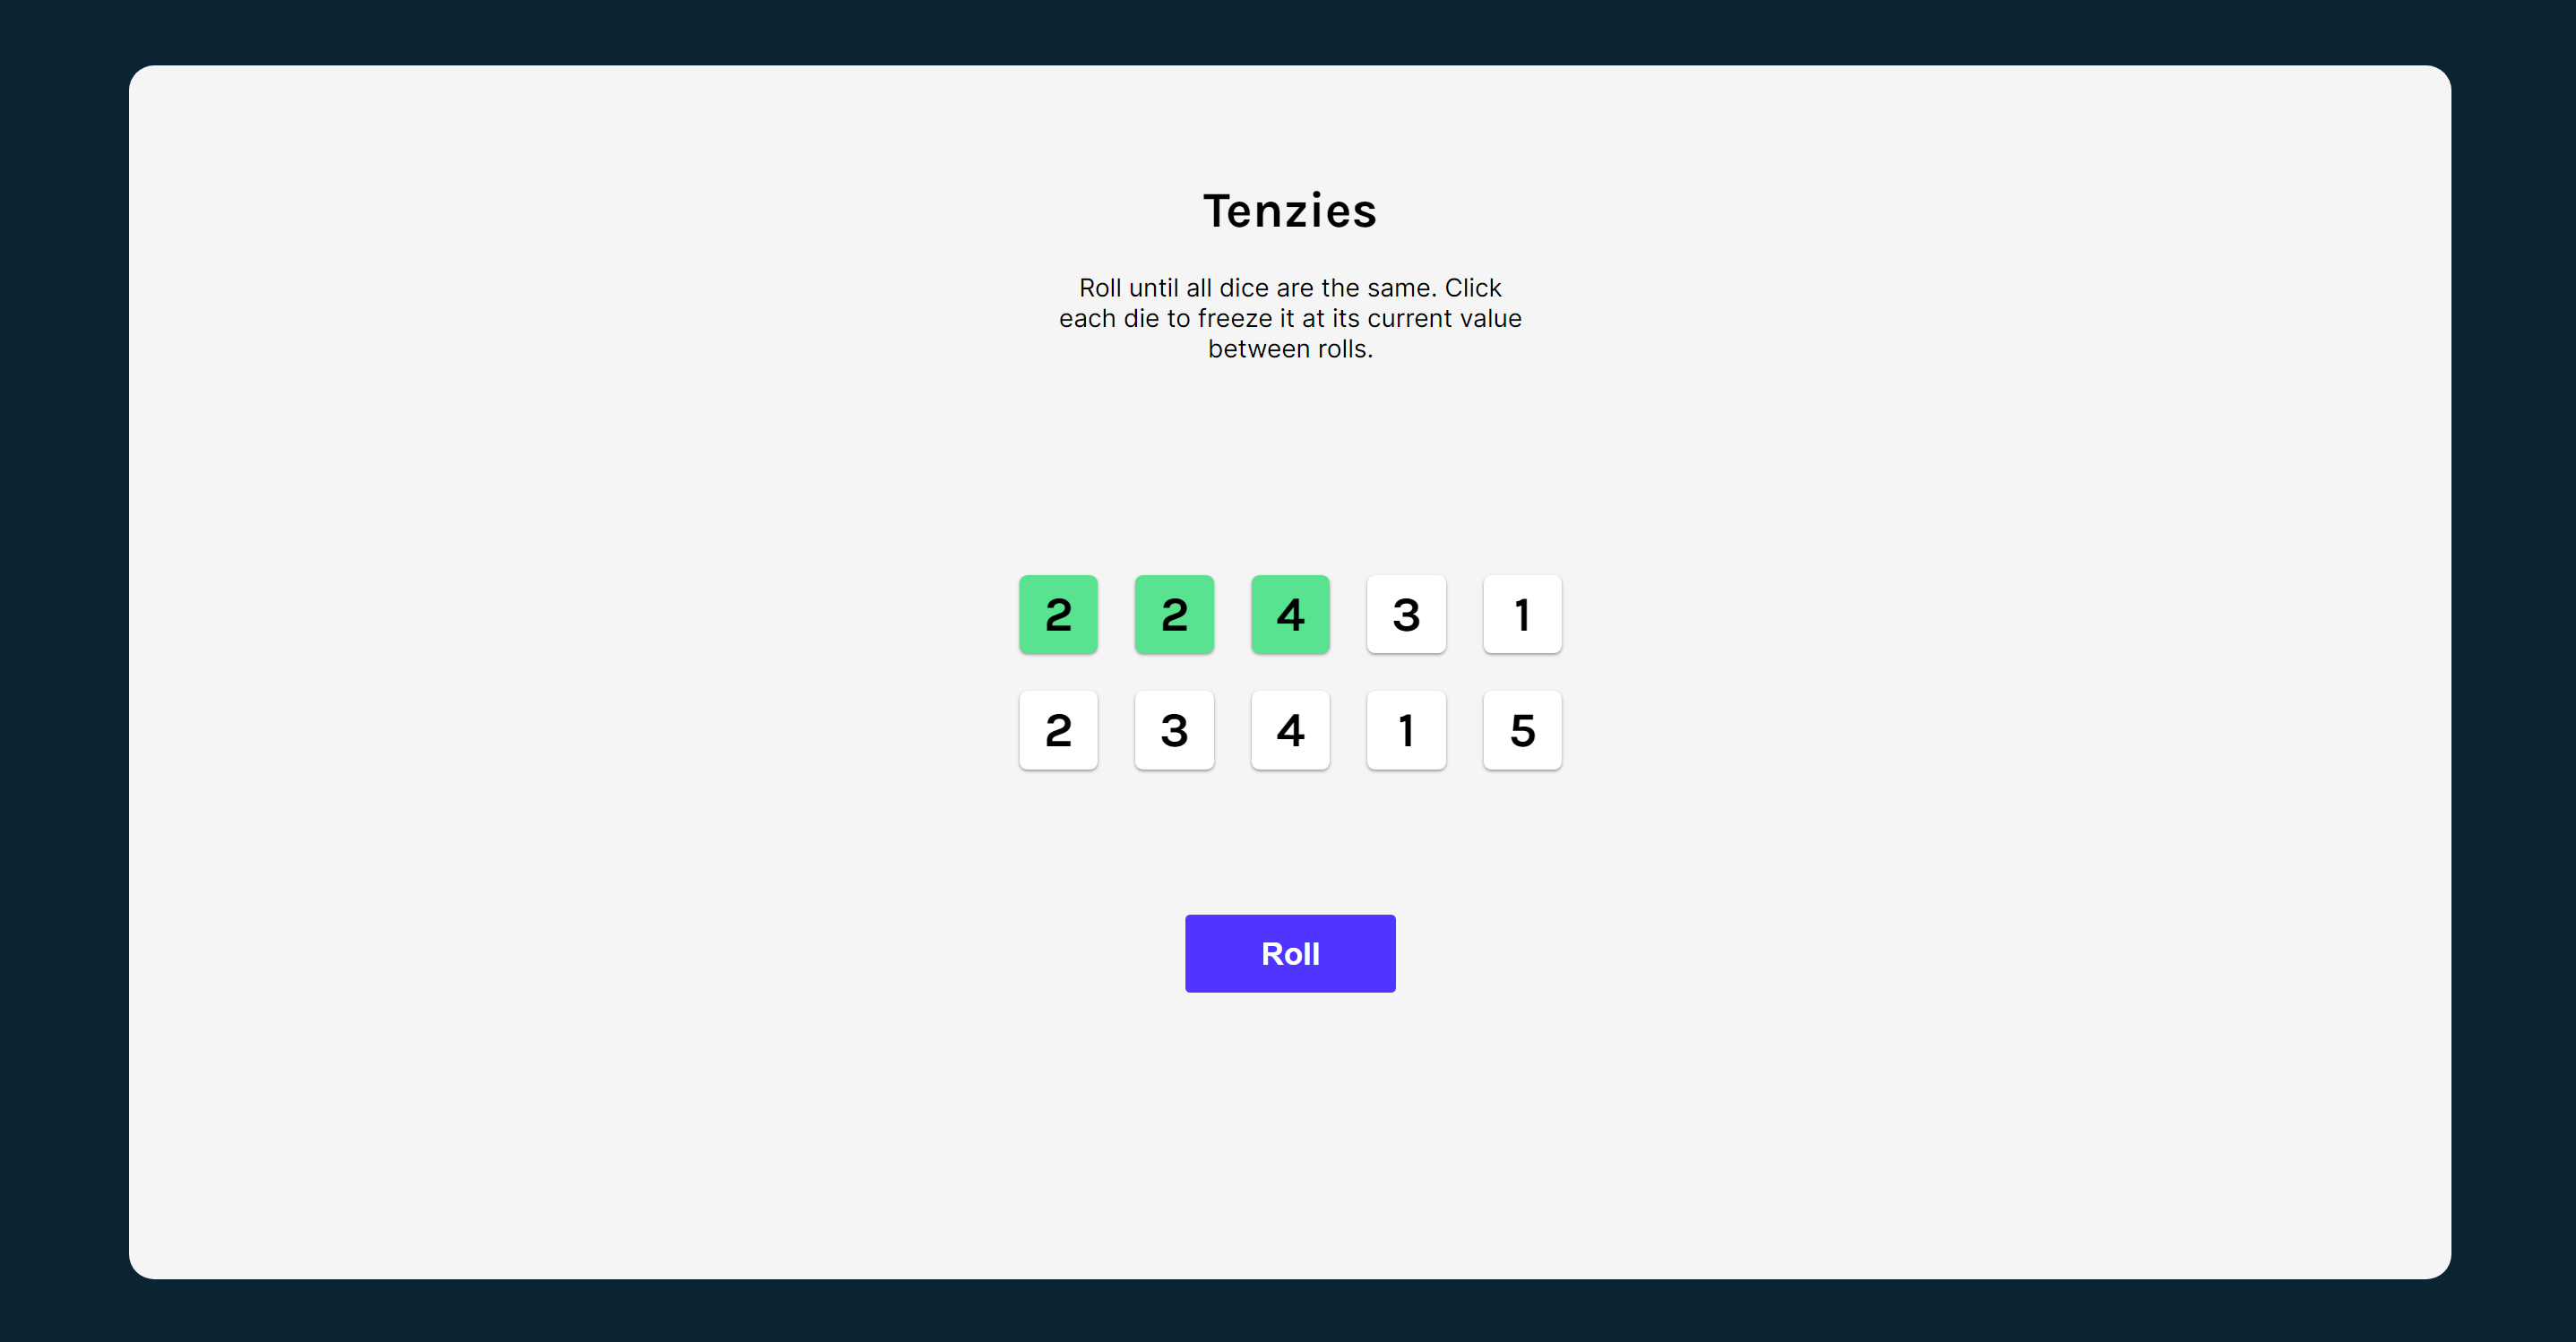 Tenzies
Roll until all dice are the same. Click
each die to freeze it at its current value
between rolls.
2 2 4 3 1
2 3 4 1 5
Roll